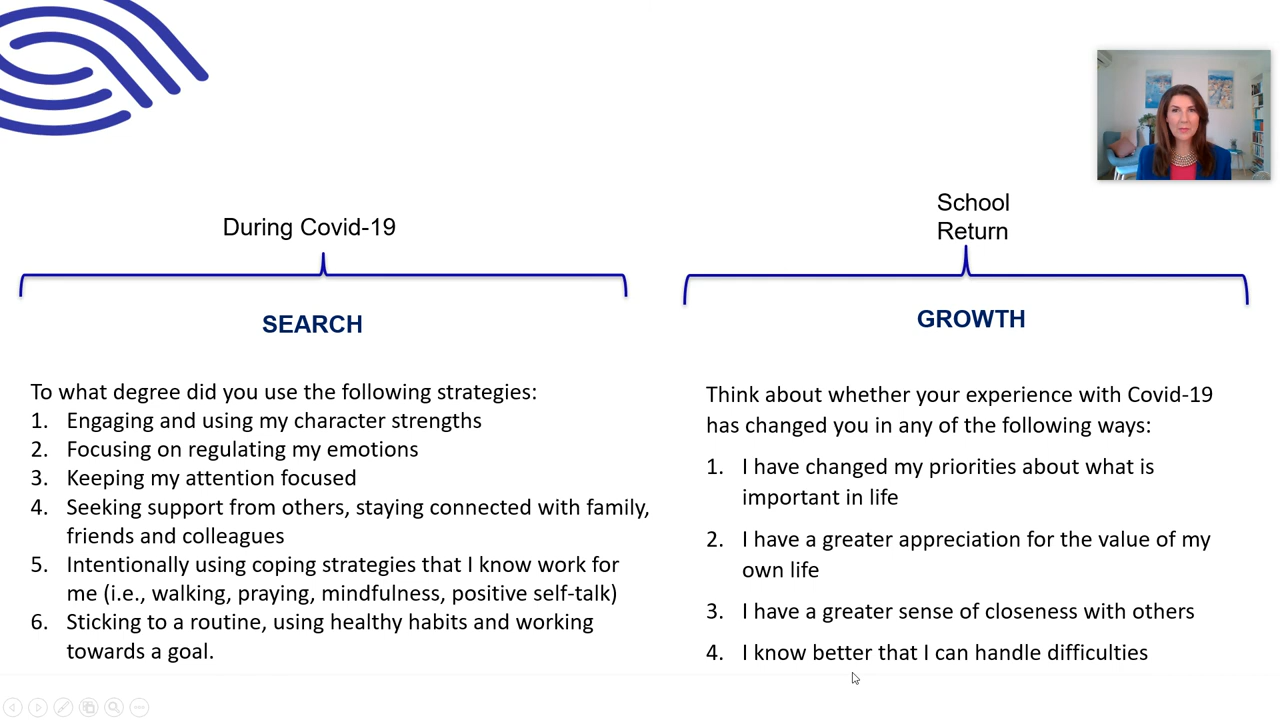 During Covid-19
SEARCH
To what degree did you use the following strategies:
1. Engaging and using my character strengths
2. Focusing on regulating my emotions
3. Keeping my attention focused
4. Seeking support from others, staying connected with family,
friends and colleagues
5. Intentionally using coping strategies that I know work for
me (i.e., walking, praying, mindfulness, positive self-talk)
6. Sticking to a routine, using healthy habits and working
towards a goal.
School
Return
GROWTH
Think about whether your experience with Covid-19
has changed you in any of the following ways:
1. I have changed my priorities about what is
important in life
2. I have a greater appreciation for the value of my
own life
3. I have a greater sense of closeness with others
4. I know better that I can handle difficulties